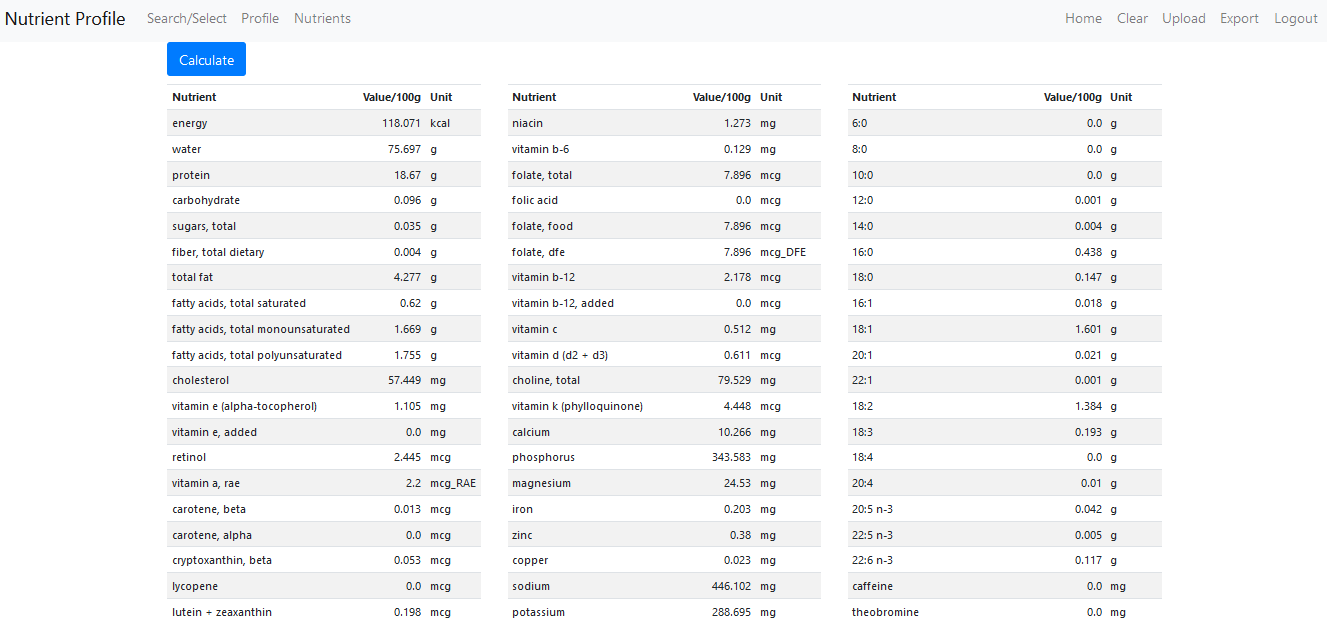 Nutrient Profile Search/Select Profile Nutrients Home Clear Upload Export Logout
Calculate
Nutrient Value/100g Unit
energy 118.071 kcal
water 75.697 g
protein 18.67 g
carbohydrate 0.096 g
sugars, total 0.035 g
fiber, total dietary 0.004 g
total fat 4.277 g
fatty acids, total saturated 0.62 g
fatty acids, total monounsaturated 1.669 g
fatty acids, total polyunsaturated 1.755 g
cholesterol 57.449 mg
vitamin e (alpha-tocopherol) 1.105 mg
vitamin e, added 0.0 mg
retinol 2.445 mcg
vitamin a, rae 2.2 mcg_RAE
carotene, beta 0.013 mcg
carotene, alpha 0.0 mcg
cryptoxanthin, beta 0.053 mcg
lycopene 0.0 mcg
lutein + zeaxanthin 0.198 mcg
Nutrient Value/100g Unit
niacin 1.273 mg
vitamin b-6 0.129 mg
folate, total 7.896 mcg
folic acid 0.0 mcg
folate, food 7.896 mcg
folate, dfe 7.896 mcg_DFE
vitamin b-12 2.178 mcg
vitamin b-12, added 0.0 mcg
vitamin c 0.512 mg
vitamin d (d2 + d3) 0.611 mcg
choline, total 79.529 mg
vitamin k (phylloquinone) 4.448 mcg
calcium 10.266 mg
phosphorus 343.583 mg
magnesium 24.53 mg
iron 0.203 mg
zinc 0.38 mg
copper 0.023 mg
sodium 446.102 mg
potassium 288.695 mg
Nutrient Value/100g Unit
6:0 0.0 g
8:0 0.0 g
10:0 0.0 g
12:0 0.001 g
14:0 0.004 g
16:0 0.438 g
18:0 0.147 g
16:1 0.018 g
18:1 1.601 g
20:1 0.021 g
22:1 0.001 g
18:2 1.384 g
18:3 0.193 g
18:4 0.0 g
20:4 0.01 g
20:5 n-3 0.042 g
22:5 n-3 0.005 g
22:6 n-3 0.117 g
caffeine 0.0 mg
theobromine 0.0 mg